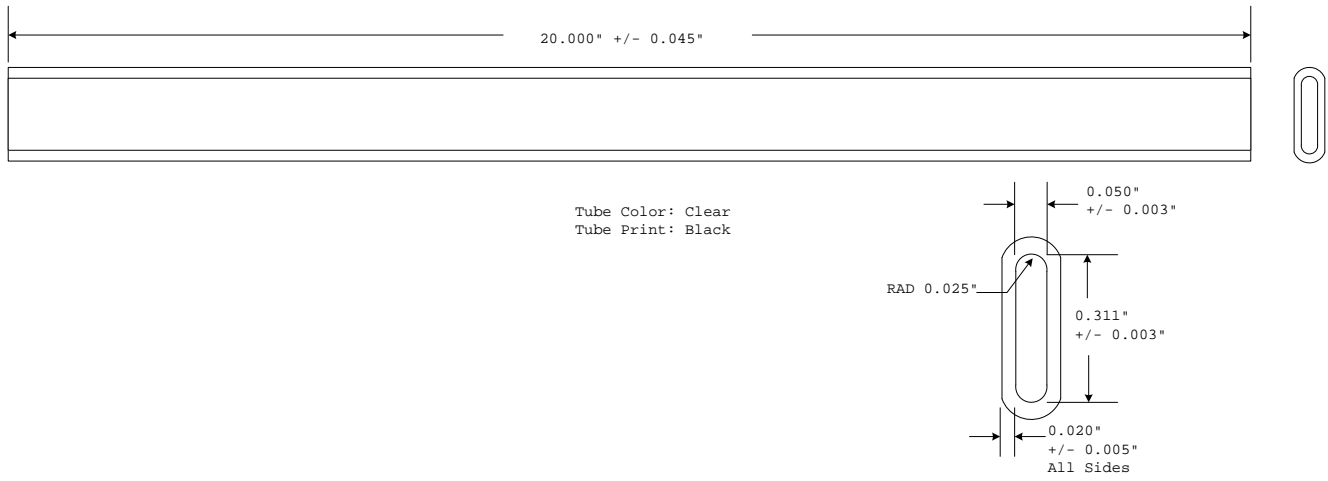 20.000" +/- 0.045"
Tube Color: Clear
Tube Print: Black
0.050"
+/- 0.003"
RAD 0.025"
0.311"
+/- 0.003"
0.020"
+/- 0.005"
All Sides